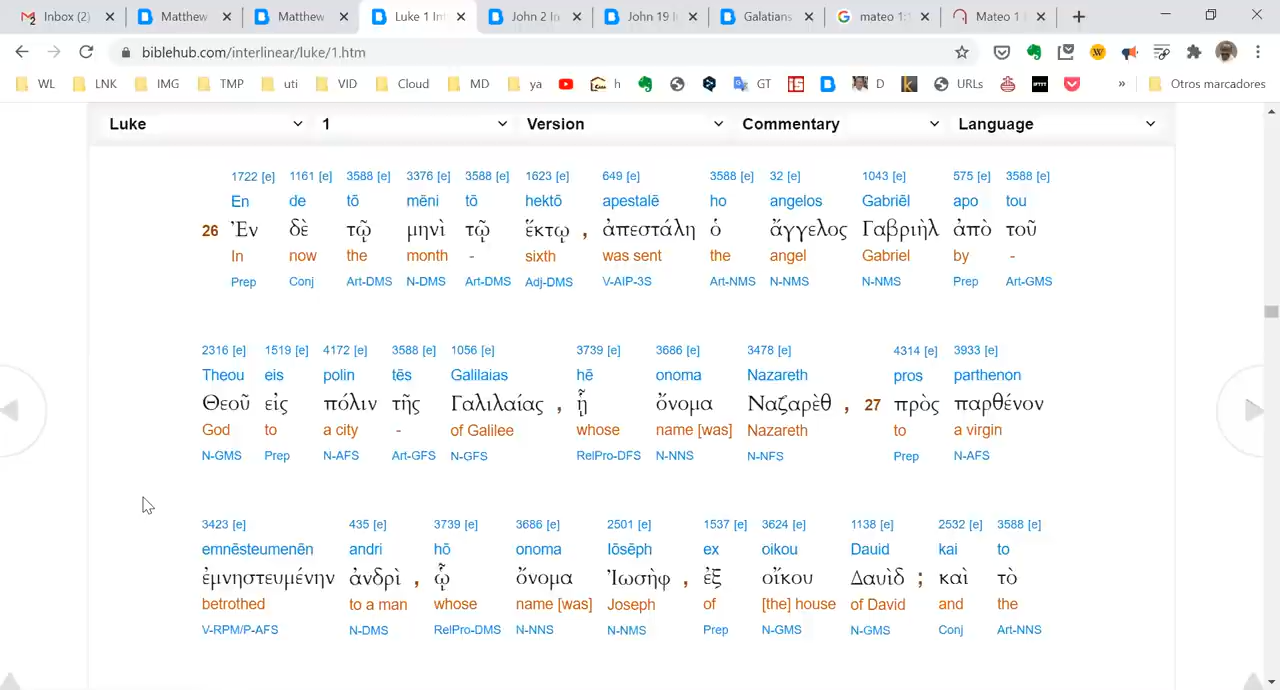 Inbox (2) Matthew Matthew Luke 1 Int John 2 In John 19 I Galatians mateo 1:1 Mateo 1
biblehub.com/interlinear/luke/1.htm
WL LNK IMG TMP uti VID Cloud MD ya h GT D k URLs » Otros marcadores
Luke 1 Version Commentary Language
1722 [e] 1161 [e] 3588 [e] 3376 [e] 3588 [e] 1623 [e] 649 [e] 3588 [e] 32 [e] 1043 [e] 575 [e] 3588 [e]
En de tō mēni tō hektō apestalē ho angelos Gabriēl apo tou
26 Ἐν δὲ τῷ μηνὶ τῷ ἕκτῳ , ἀπεστάλη ὁ ἄγγελος Γαβριὴλ ἀπὸ τοῦ
In now the month - sixth was sent the angel Gabriel by -
Prep Conj Art-DMS N-DMS Art-DMS Adj-DMS V-AIP-3S Art-NMS N-NMS N-NMS Prep Art-GMS
2316 [e] 1519 [e] 4172 [e] 3588 [e] 1056 [e] 3739 [e] 3686 [e] 3478 [e] 4314 [e] 3933 [e]
Theou eis polin tēs Galilaias hē onoma Nazareth pros parthenon
Θεοῦ εἰς πόλιν τῆς Γαλιλαίας , ᾗ ὄνομα Ναζαρὲθ , 27 πρὸς παρθένον
God to a city - of Galilee whose name [was] Nazareth to a virgin
N-GMS Prep N-AFS Art-GFS N-GFS RelPro-DFS N-NNS N-NFS Prep N-AFS
3423 [e] 435 [e] 3739 [e] 3686 [e] 2501 [e] 1537 [e] 3624 [e] 1138 [e] 2532 [e] 3588 [e]
emnēsteumenēn andri hō onoma Iōsēph ex oikou Dauid kai to
ἐμνηστευμένην ἀνδρὶ , ᾧ ὄνομα Ἰωσὴφ , ἐξ οἴκου Δαυὶδ ; καὶ τὸ
betrothed to a man whose name [was] Joseph of [the] house of David and the
V-RPM/P-AFS N-DMS RelPro-DMS N-NNS N-NMS Prep N-GMS N-GMS Conj Art-NNS